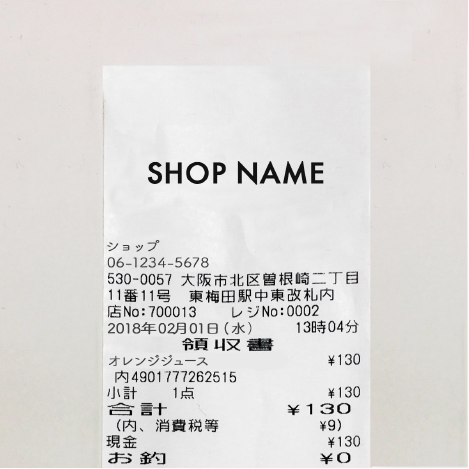 SHOP NAME
ショップ
06-1234-5678
530-0057 大阪市北区曽根崎二丁目
11番11号 東梅田駅中東改札内
店No:700013 レジNo:0002
2018年02月01日(水) 13時04分
領収書
オレンジジュース ¥130
内4901777262515
小計 1点 ¥130
合計 ¥130
(内、消費税等 ¥9)
現金 ¥130
お釣 ¥0